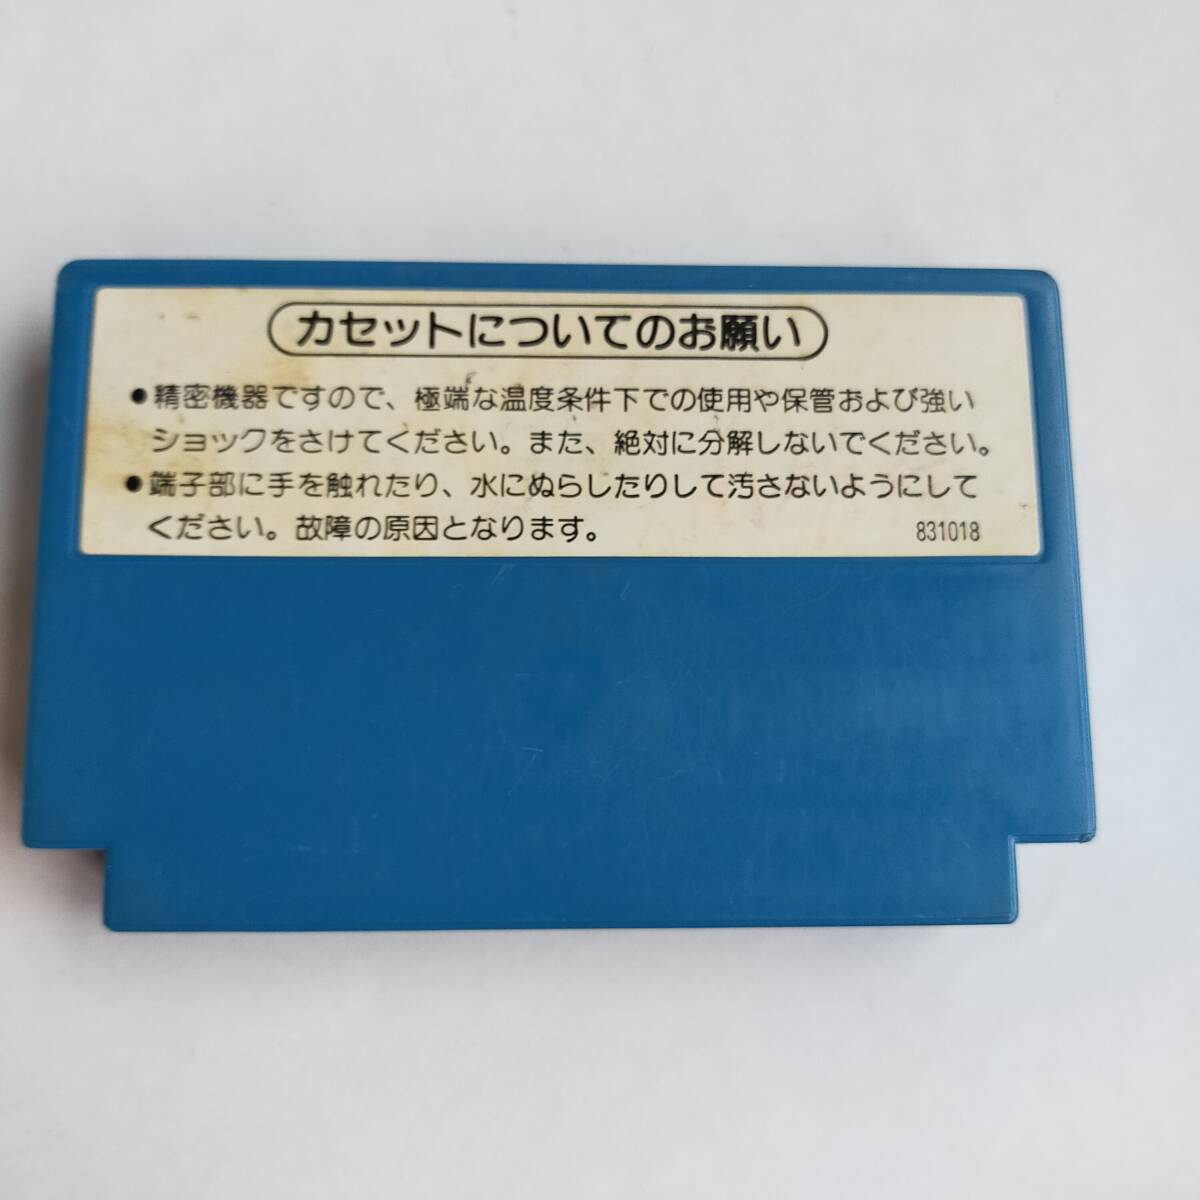 カセットについてのお願い
●精密機器ですので、極端な温度条件下での使用や保管および強い
ショックをさけてください。また、絶対に分解しないでください。
●端子部に手を触れたり、水にぬらしたりして汚さないようにして
ください。故障の原因となります。 831018